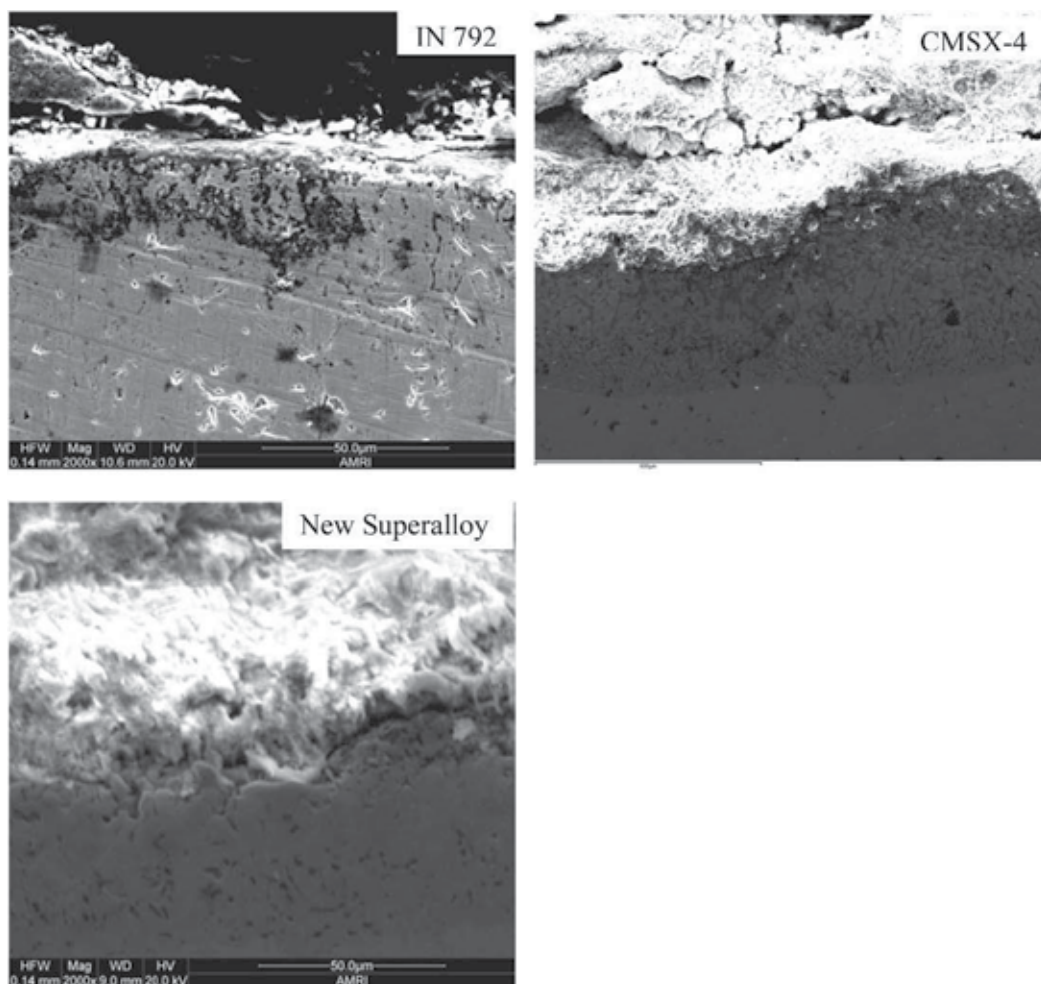 IN 792
HFW Mag WD HV 50.0µm
0.14 mm 2000x 10.6 mm 20.0 kV AMRI
CMSX-4
New Superalloy
HFW Mag WD HV 50.0µm
0.14 mm 2000x 9.0 mm 20.0 kV AMRI